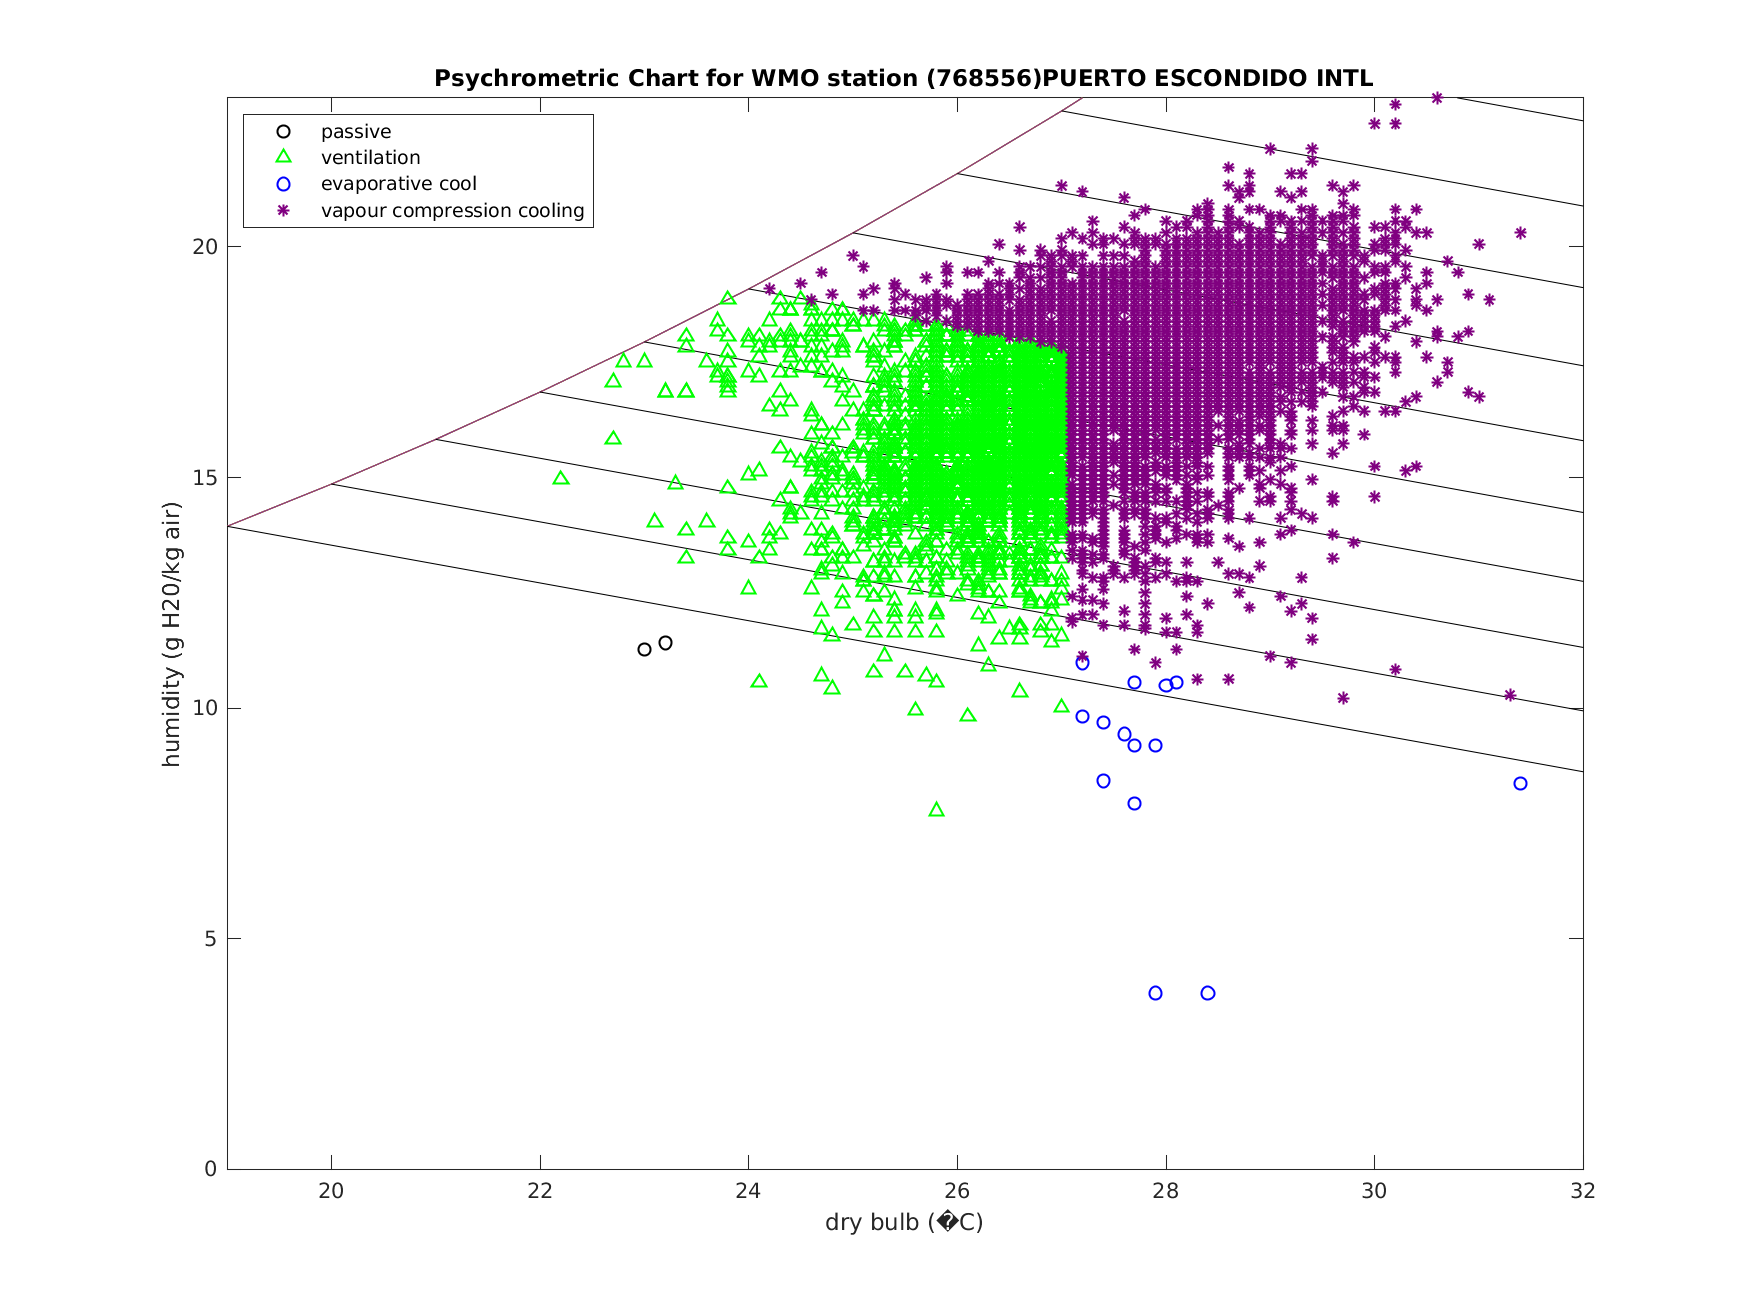 Psychrometric Chart for WMO station (768556)PUERTO ESCONDIDO INTL
passive
ventilation
evaporative cool
vapour compression cooling
humidity (g H20/kg air)
20
15
10
5
0
20 22 24 26 28 30 32
dry bulb (�C)